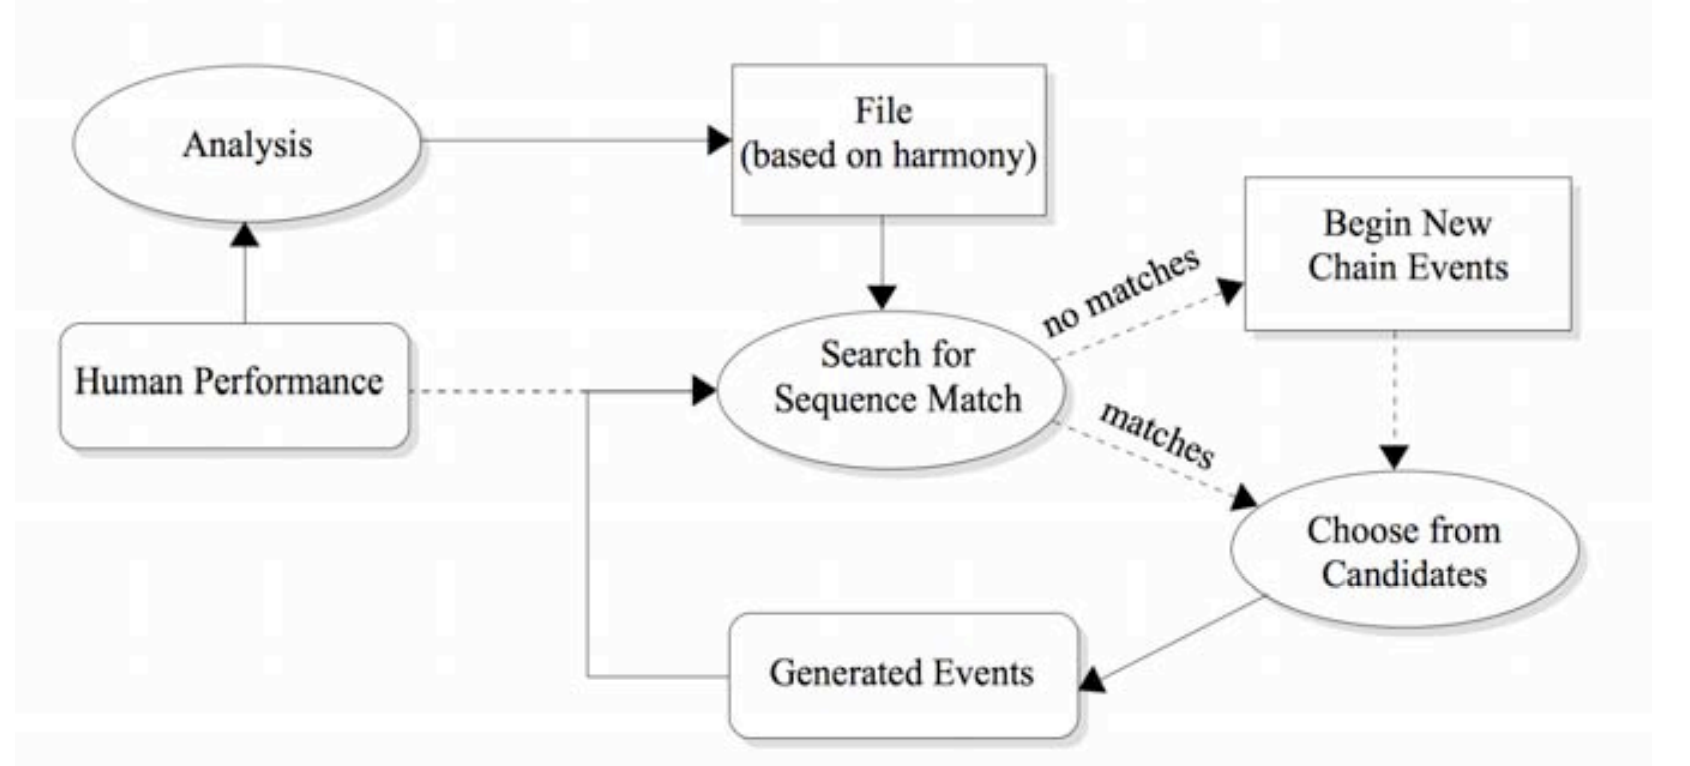 Analysis
File
(based on harmony)
Begin New
Chain Events
no matches
Human Performance
Search for
Sequence Match
matches
Choose from
Candidates
Generated Events